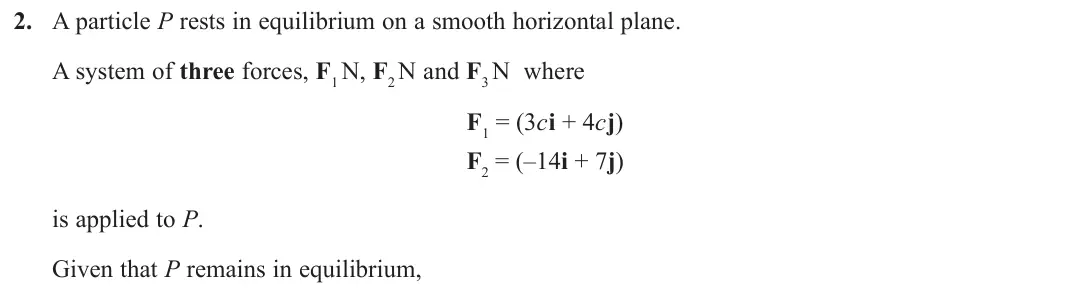 2. A particle P rests in equilibrium on a smooth horizontal plane.
A system of three forces, F₁ N, F₂ N and F₃ N where
F₁ = (3ci + 4cj)
F₂ = (–14i + 7j)
is applied to P.
Given that P remains in equilibrium,